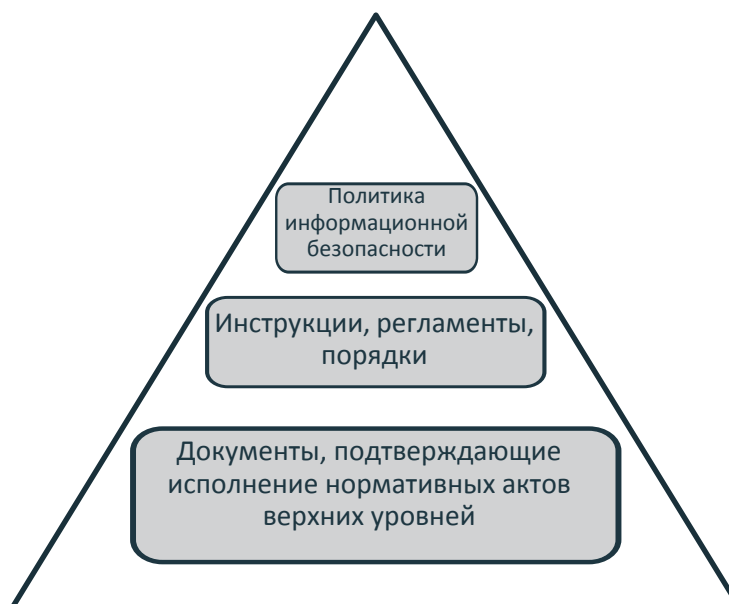 Политика
информационной
безопасности
Инструкции, регламенты,
порядки
Документы, подтверждающие
исполнение нормативных актов
верхних уровней